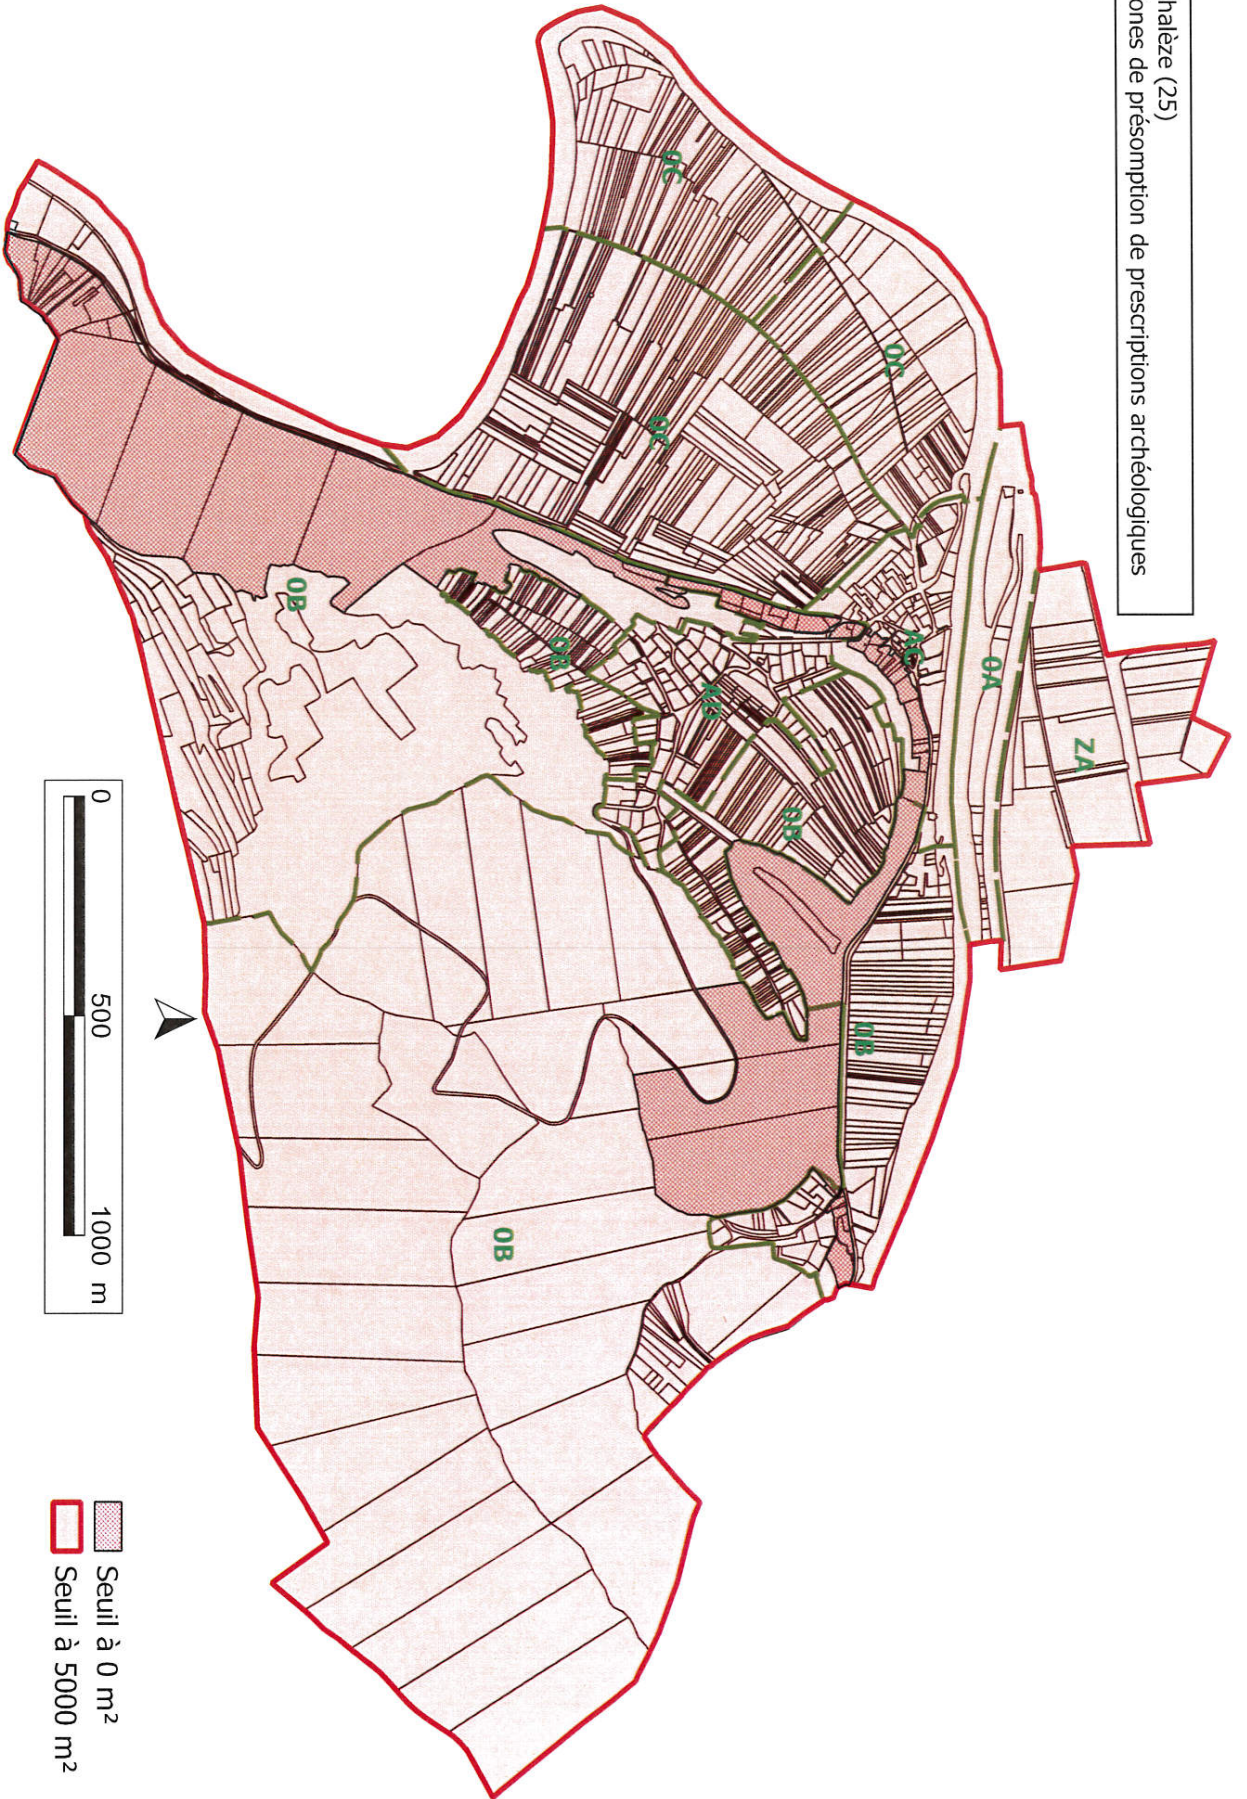 halèze (25)
ones de présomption de prescriptions archéologiques
ZA
0A
0C
0C
AC
0B
0C
AD
0B
0B
0B
0B
0 500 1000 m
Seuil à 0 m²
Seuil à 5000 m²